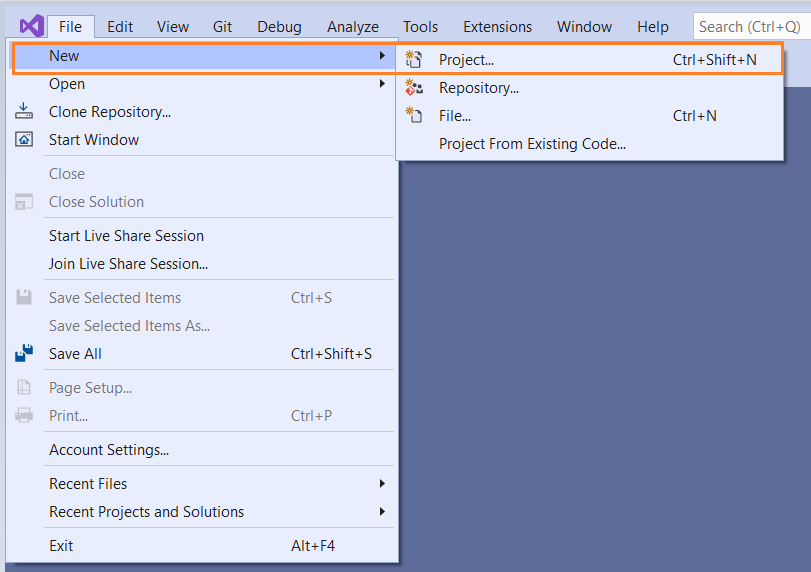 File Edit View Git Debug Analyze Tools Extensions Window Help Search (Ctrl+Q)
New
Project... Ctrl+Shift+N
Open
Repository...
Clone Repository...
File... Ctrl+N
Start Window
Project From Existing Code...
Close
Close Solution
Start Live Share Session
Join Live Share Session...
Save Selected Items Ctrl+S
Save Selected Items As...
Save All Ctrl+Shift+S
Page Setup...
Print... Ctrl+P
Account Settings...
Recent Files
Recent Projects and Solutions
Exit Alt+F4